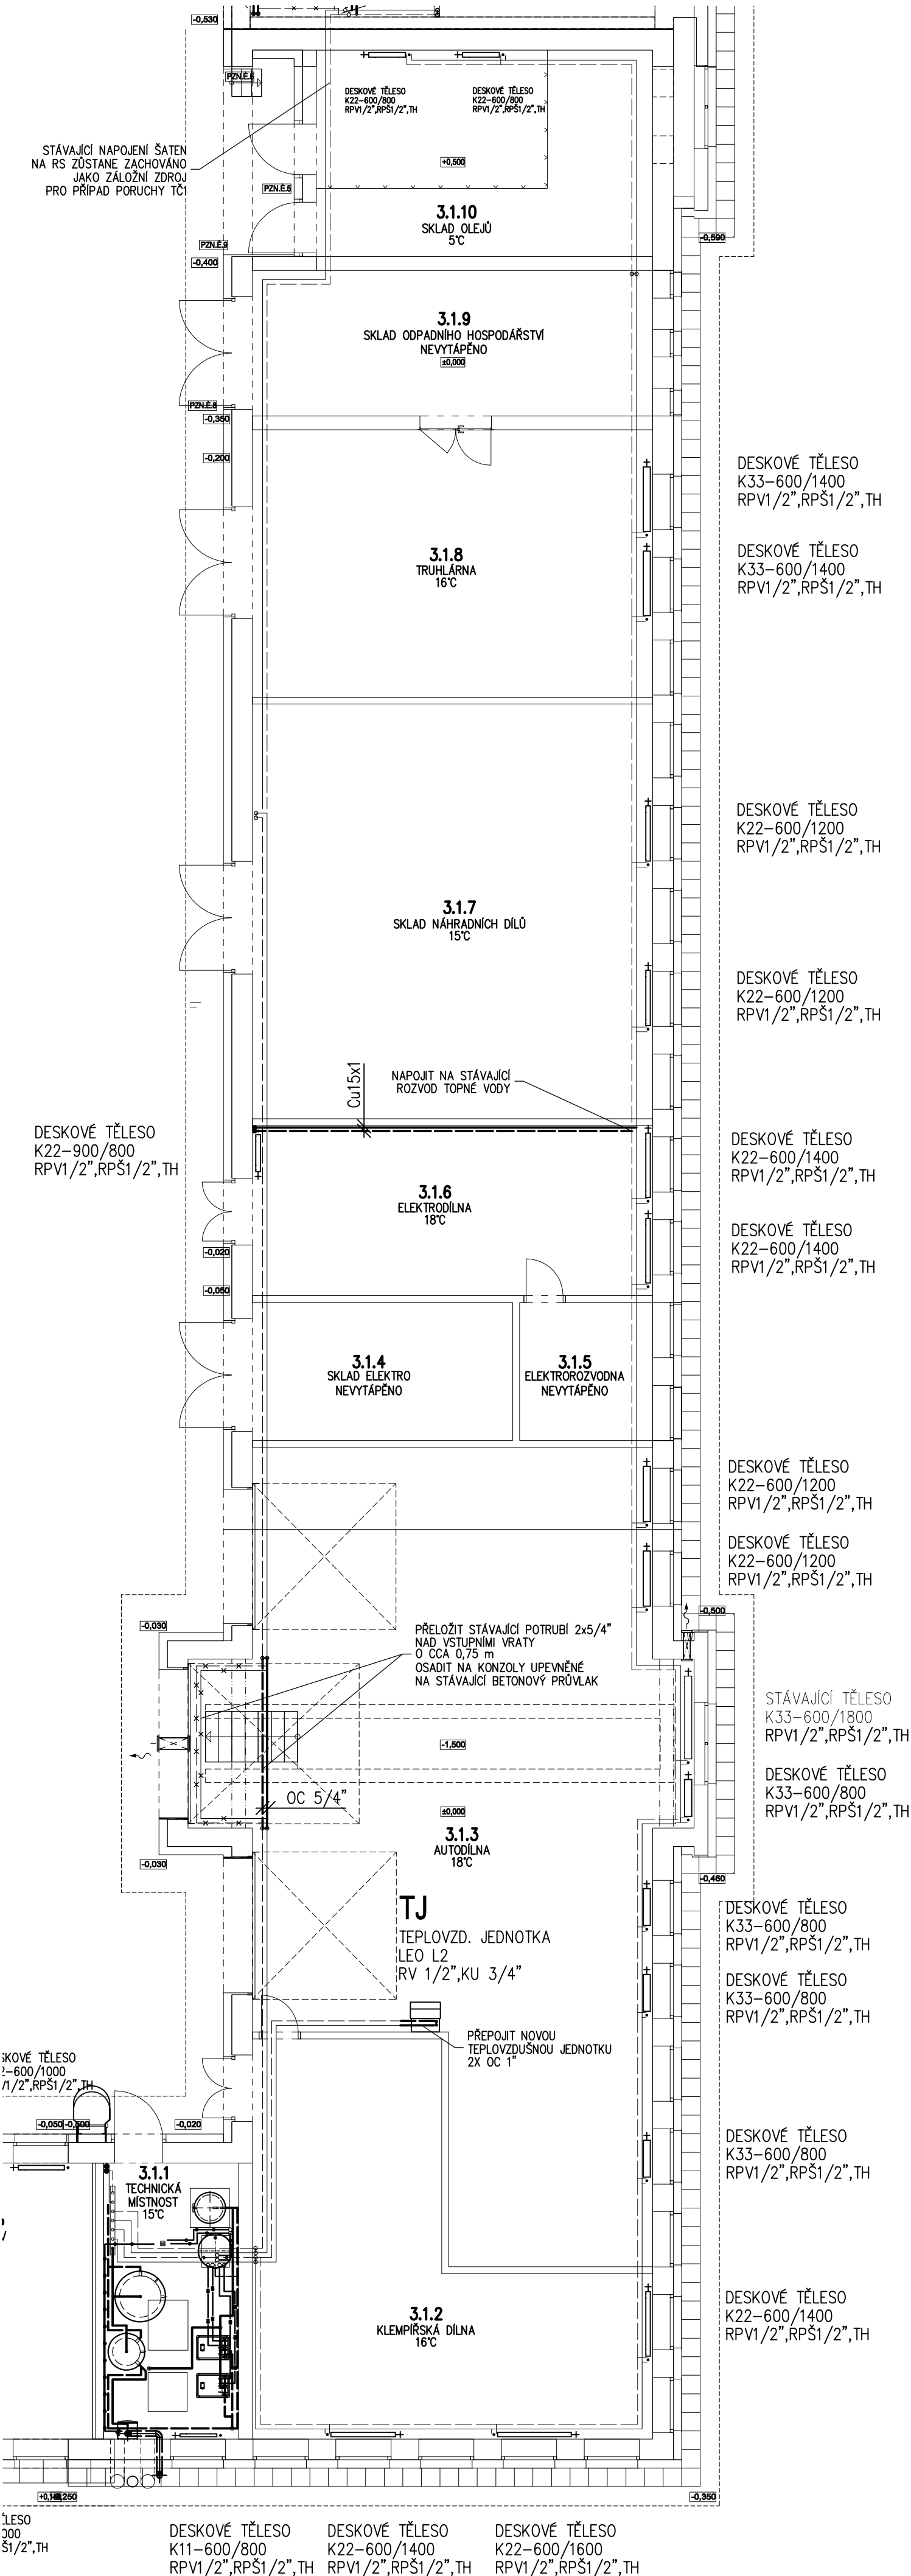 -0,530
PZN.Ě.5
DESKOVÉ TĚLESO
K22-600/800
RPV1/2",RPŠ1/2",TH
DESKOVÉ TĚLESO
K22-600/800
RPV1/2",RPŠ1/2",TH
STÁVAJÍCÍ NAPOJENÍ ŠATEN
NA RS ZŮSTANE ZACHOVÁNO
JAKO ZÁLOŽNÍ ZDROJ
PRO PŘÍPAD PORUCHY TČ1
+0,500
PZN.Ě.5
3.1.10
SKLAD OLEJŮ
5°C
PZN.Ě.9
-0,400
-0,590
3.1.9
SKLAD ODPADNÍHO HOSPODÁŘSTVÍ
NEVYTÁPĚNO
±0,000
PZN.Ě.8
-0,350
-0,200
DESKOVÉ TĚLESO
K33-600/1400
RPV1/2",RPŠ1/2",TH
3.1.8
TRUHLÁRNA
16°C
DESKOVÉ TĚLESO
K33-600/1400
RPV1/2",RPŠ1/2",TH
DESKOVÉ TĚLESO
K22-600/1200
RPV1/2",RPŠ1/2",TH
3.1.7
SKLAD NÁHRADNÍCH DÍLŮ
15°C
DESKOVÉ TĚLESO
K22-600/1200
RPV1/2",RPŠ1/2",TH
Cu15x1
NAPOJIT NA STÁVAJÍCÍ
ROZVOD TOPNÉ VODY
DESKOVÉ TĚLESO
K22-900/800
RPV1/2",RPŠ1/2",TH
DESKOVÉ TĚLESO
K22-600/1400
RPV1/2",RPŠ1/2",TH
3.1.6
ELEKTRODÍLNA
18°C
DESKOVÉ TĚLESO
K22-600/1400
RPV1/2",RPŠ1/2",TH
-0,020
-0,050
3.1.4
SKLAD ELEKTRO
NEVYTÁPĚNO
3.1.5
ELEKTROROZVODNA
NEVYTÁPĚNO
DESKOVÉ TĚLESO
K22-600/1200
RPV1/2",RPŠ1/2",TH
DESKOVÉ TĚLESO
K22-600/1200
RPV1/2",RPŠ1/2",TH
-0,500
-0,030
PŘELOŽIT STÁVAJÍCÍ POTRUBÍ 2x5/4"
NAD VSTUPNÍMI VRATY
O CCA 0,75 m
OSADIT NA KONZOLY UPEVNĚNÉ
NA STÁVAJÍCÍ BETONOVÝ PRŮVLAK
STÁVAJÍCÍ TĚLESO
K33-600/1800
RPV1/2",RPŠ1/2",TH
-1,500
DESKOVÉ TĚLESO
K33-600/800
RPV1/2",RPŠ1/2",TH
OC 5/4"
±0,000
3.1.3
AUTODÍLNA
18°C
-0,030
-0,460
TJ
TEPLOVZD. JEDNOTKA
LEO L2
RV 1/2",KU 3/4"
DESKOVÉ TĚLESO
K33-600/800
RPV1/2",RPŠ1/2",TH
DESKOVÉ TĚLESO
K33-600/800
RPV1/2",RPŠ1/2",TH
PŘEPOJIT NOVOU
TEPLOVZDUŠNOU JEDNOTKU
2X OC 1"
SKOVÉ TĚLESO
2-600/1000
V1/2",RPŠ1/2",TH
-0,050
-0,020
DESKOVÉ TĚLESO
K33-600/800
RPV1/2",RPŠ1/2",TH
3.1.1
TECHNICKÁ
MÍSTNOST
15°C
DESKOVÉ TĚLESO
K22-600/1400
RPV1/2",RPŠ1/2",TH
3.1.2
KLEMPÍŘSKÁ DÍLNA
16°C
-0,350
LESO
000
Š1/2",TH
DESKOVÉ TĚLESO
K11-600/800
RPV1/2",RPŠ1/2",TH
DESKOVÉ TĚLESO
K22-600/1400
RPV1/2",RPŠ1/2",TH
DESKOVÉ TĚLESO
K22-600/1600
RPV1/2",RPŠ1/2",TH